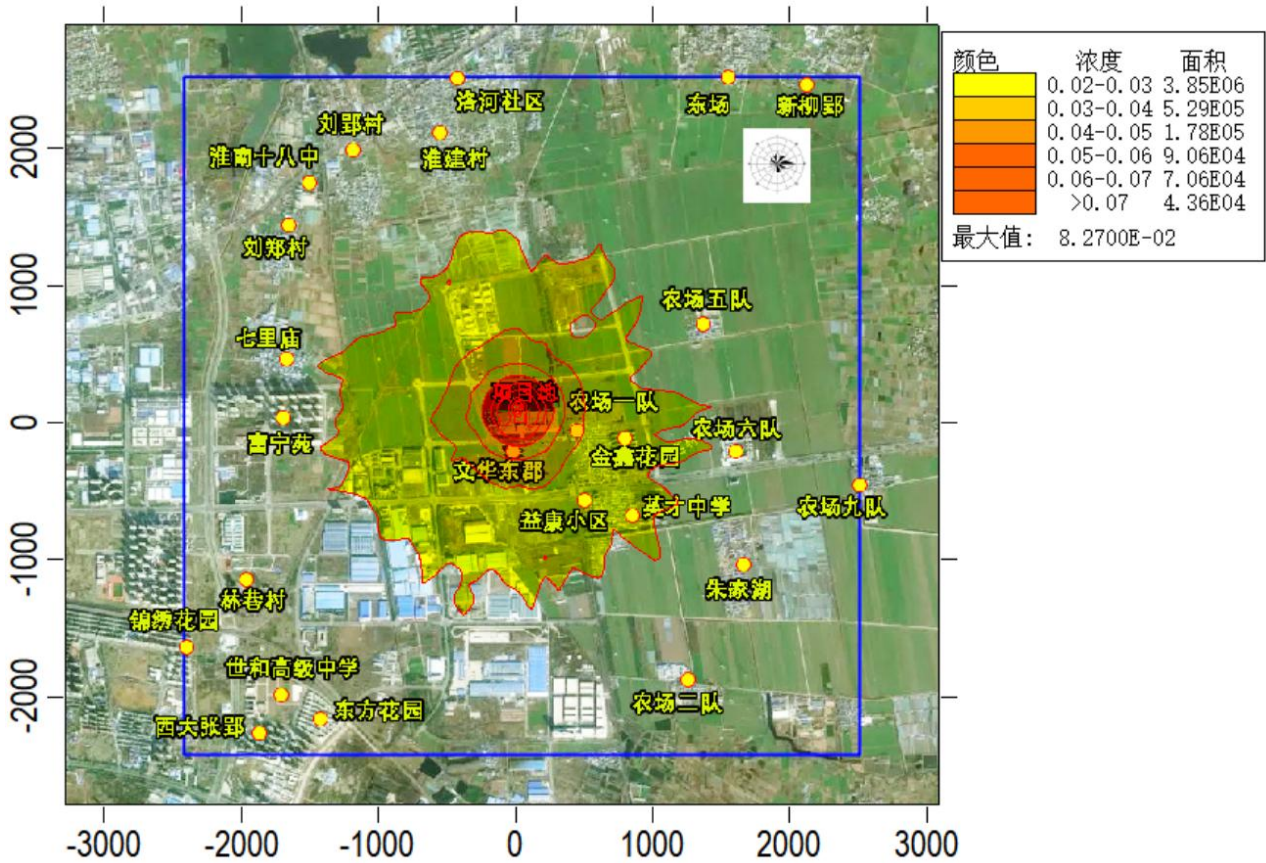 颜色 浓度 面积
0.02-0.03 3.85E06
0.03-0.04 5.29E05
0.04-0.05 1.78E05
0.05-0.06 9.06E04
0.06-0.07 7.06E04
>0.07 4.36E04
最大值: 8.2700E-02
洛河社区
东场
新柳郢
刘郢村
淮建村
淮南十八中
刘郑村
农场五队
七里庙
项目地
农场一队
富宁苑
金鑫花园
农场六队
文华东郡
益康小区
英才中学
农场九队
林巷村
朱家湖
锦绣花园
世和高级中学
农场二队
东方花园
西大张郢
2000
1000
0
-1000
-2000
-3000 -2000 -1000 0 1000 2000 3000